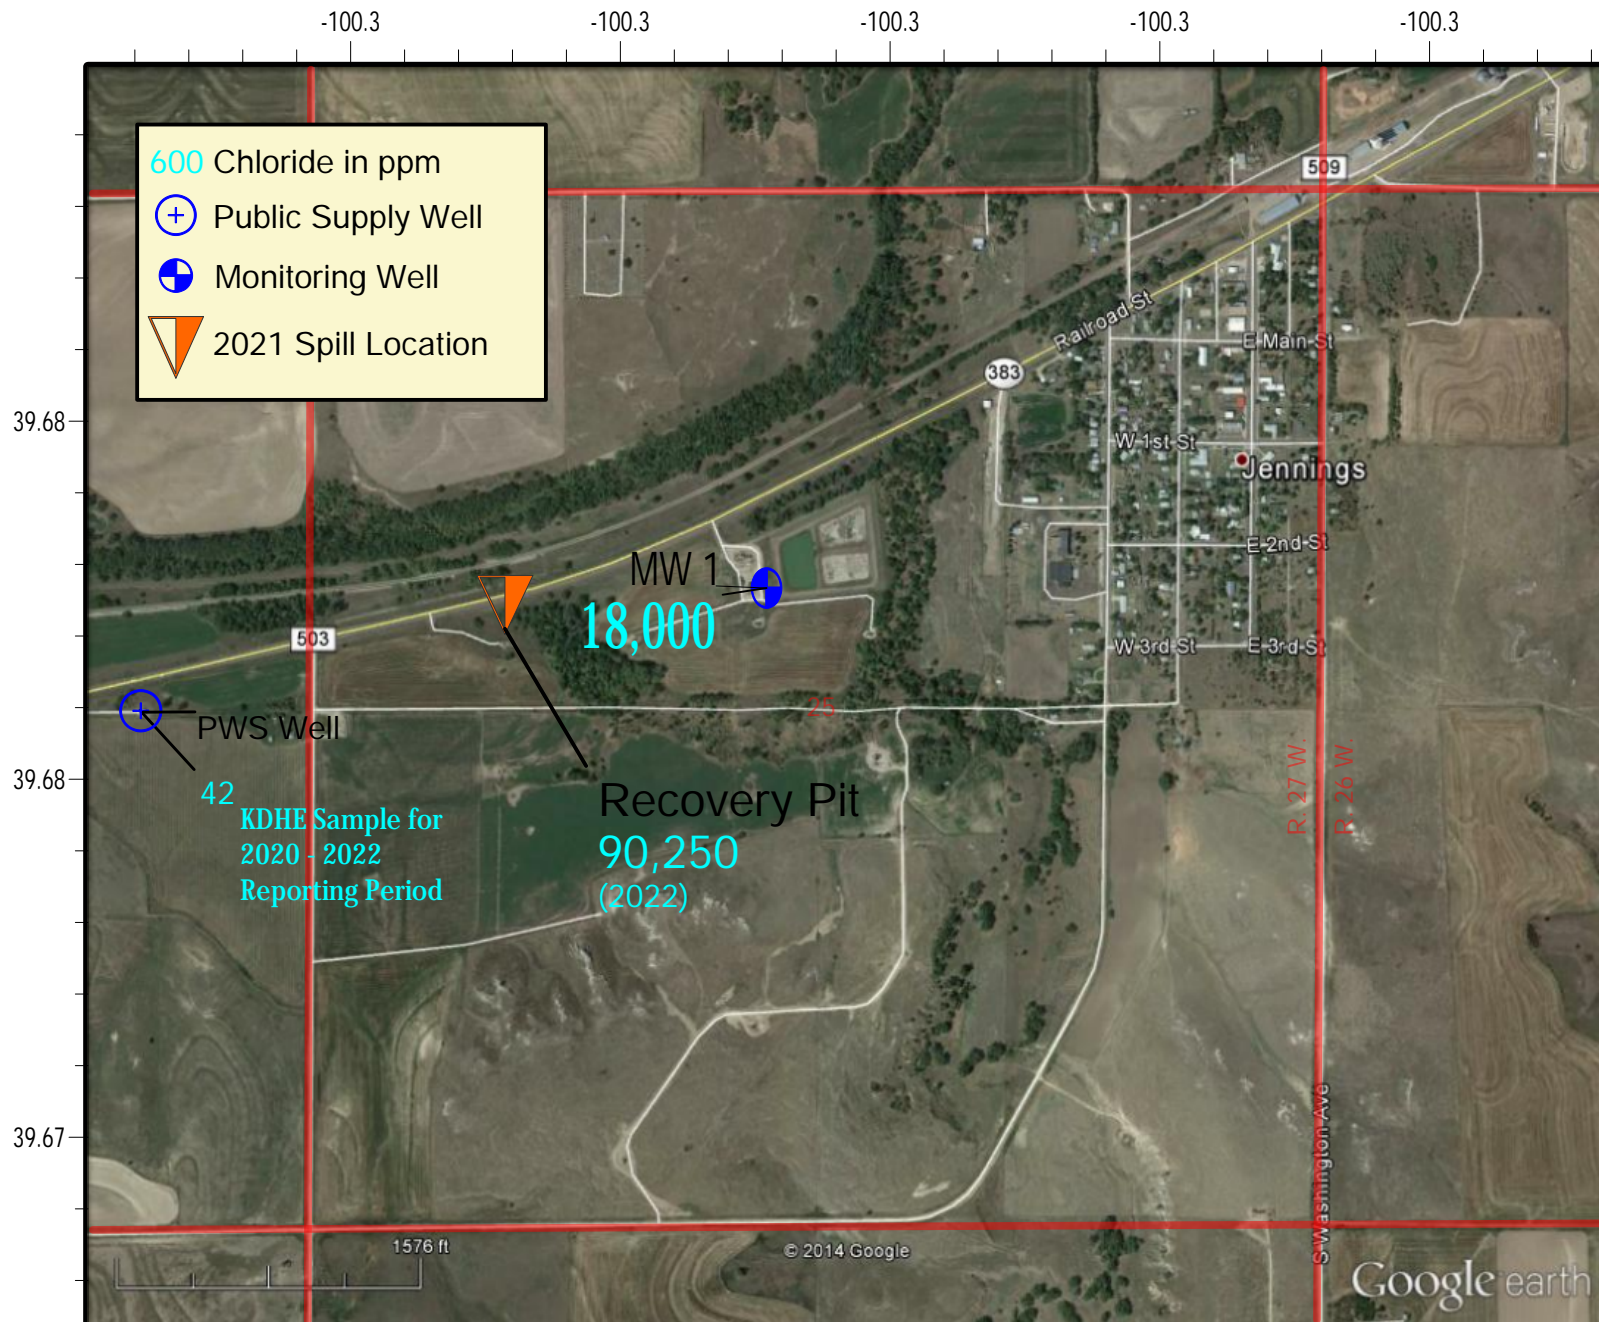 -100.3 -100.3 -100.3 -100.3 -100.3
600 Chloride in ppm
Public Supply Well
Monitoring Well
2021 Spill Location
509
Railroad St
E Main St
383
39.68
W 1st St
Jennings
E 2nd St
MW 1
18,000
503
W 3rd St
E 3rd St
25
PWS Well
42
KDHE Sample for
2020 - 2022
Reporting Period
39.68
Recovery Pit
90,250
(2022)
R. 27 W.
R. 26 W.
39.67
S Washington Ave
1576 ft
© 2014 Google
Google earth